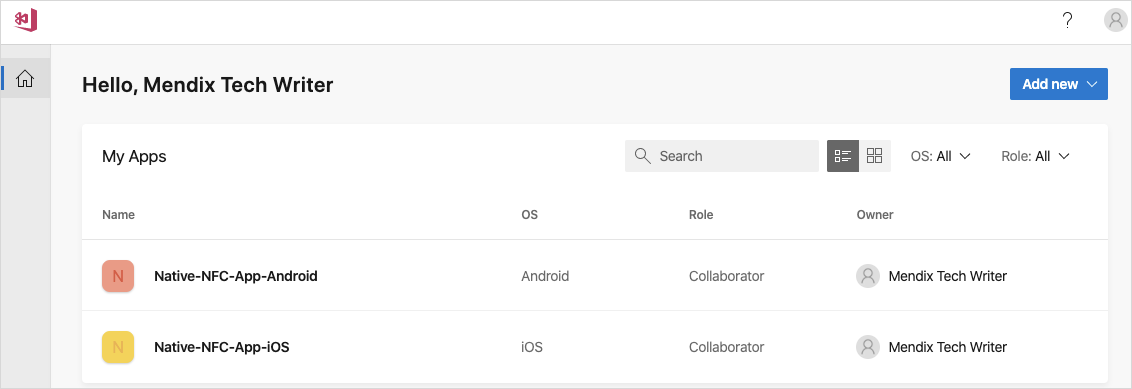 ?
Hello, Mendix Tech Writer
Add new
My Apps
Search
OS: All
Role: All
Name OS Role Owner
N Native-NFC-App-Android Android Collaborator Mendix Tech Writer
N Native-NFC-App-iOS iOS Collaborator Mendix Tech Writer